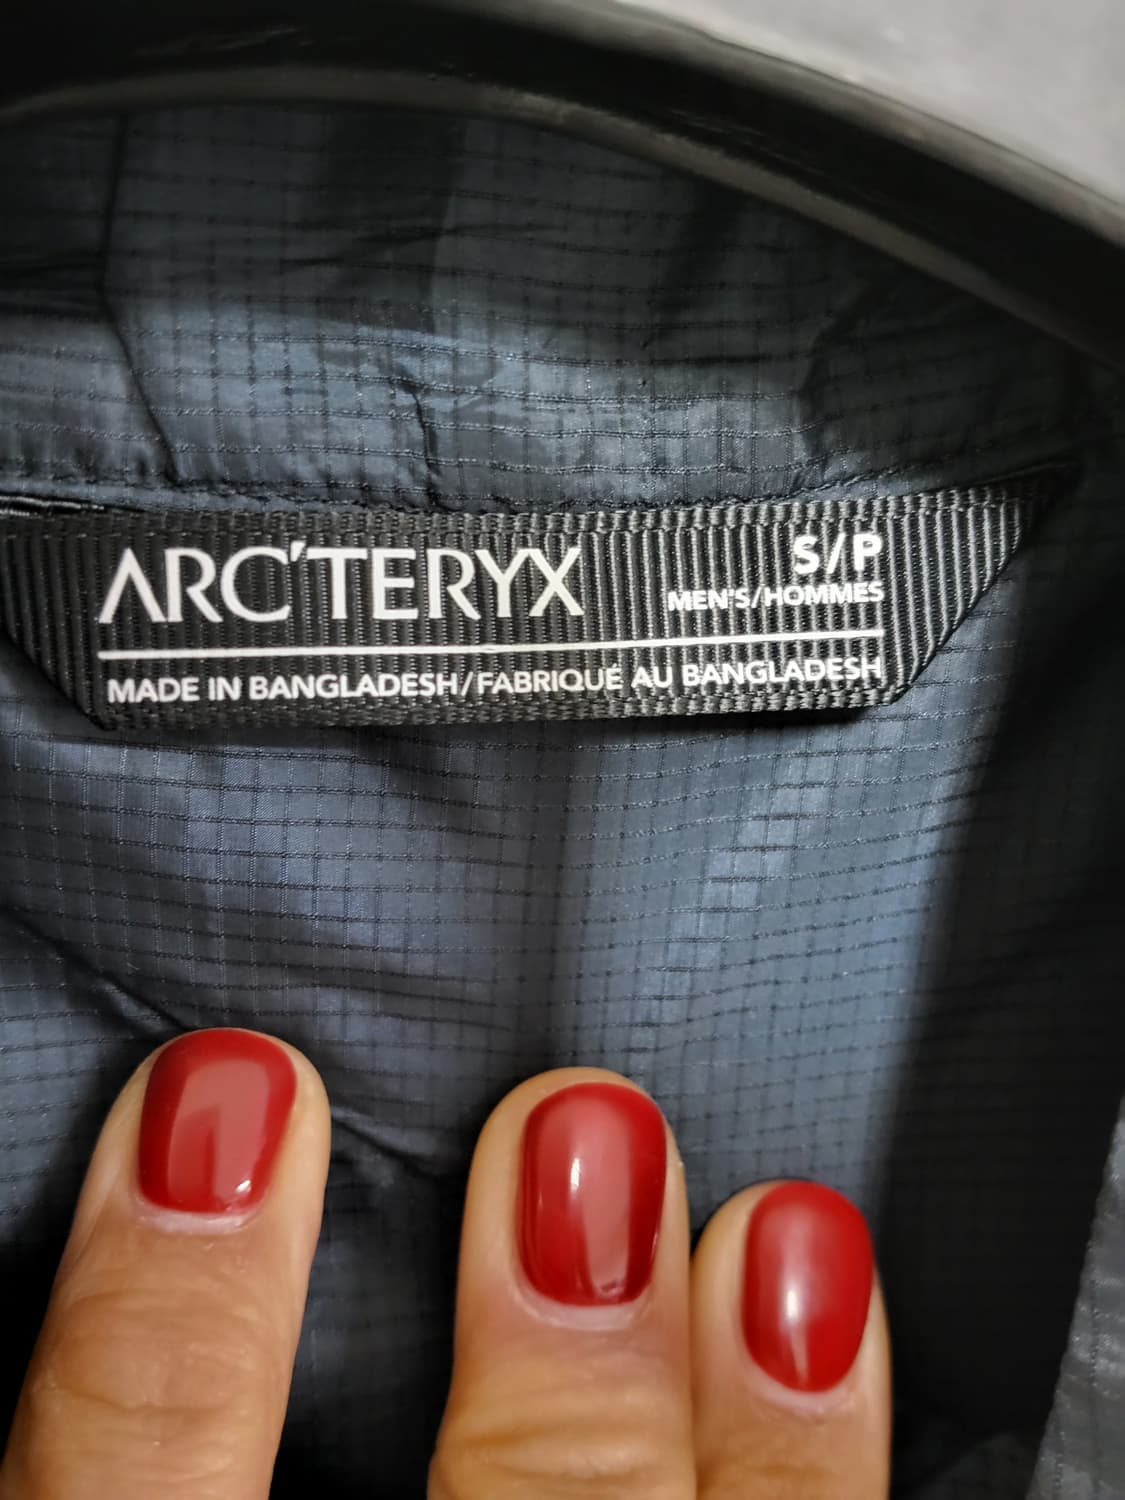 ARC'TERYX
S/P
MEN'S/HOMMES
MADE IN BANGLADESH/FABRIQUÉ AU BANGLADESH